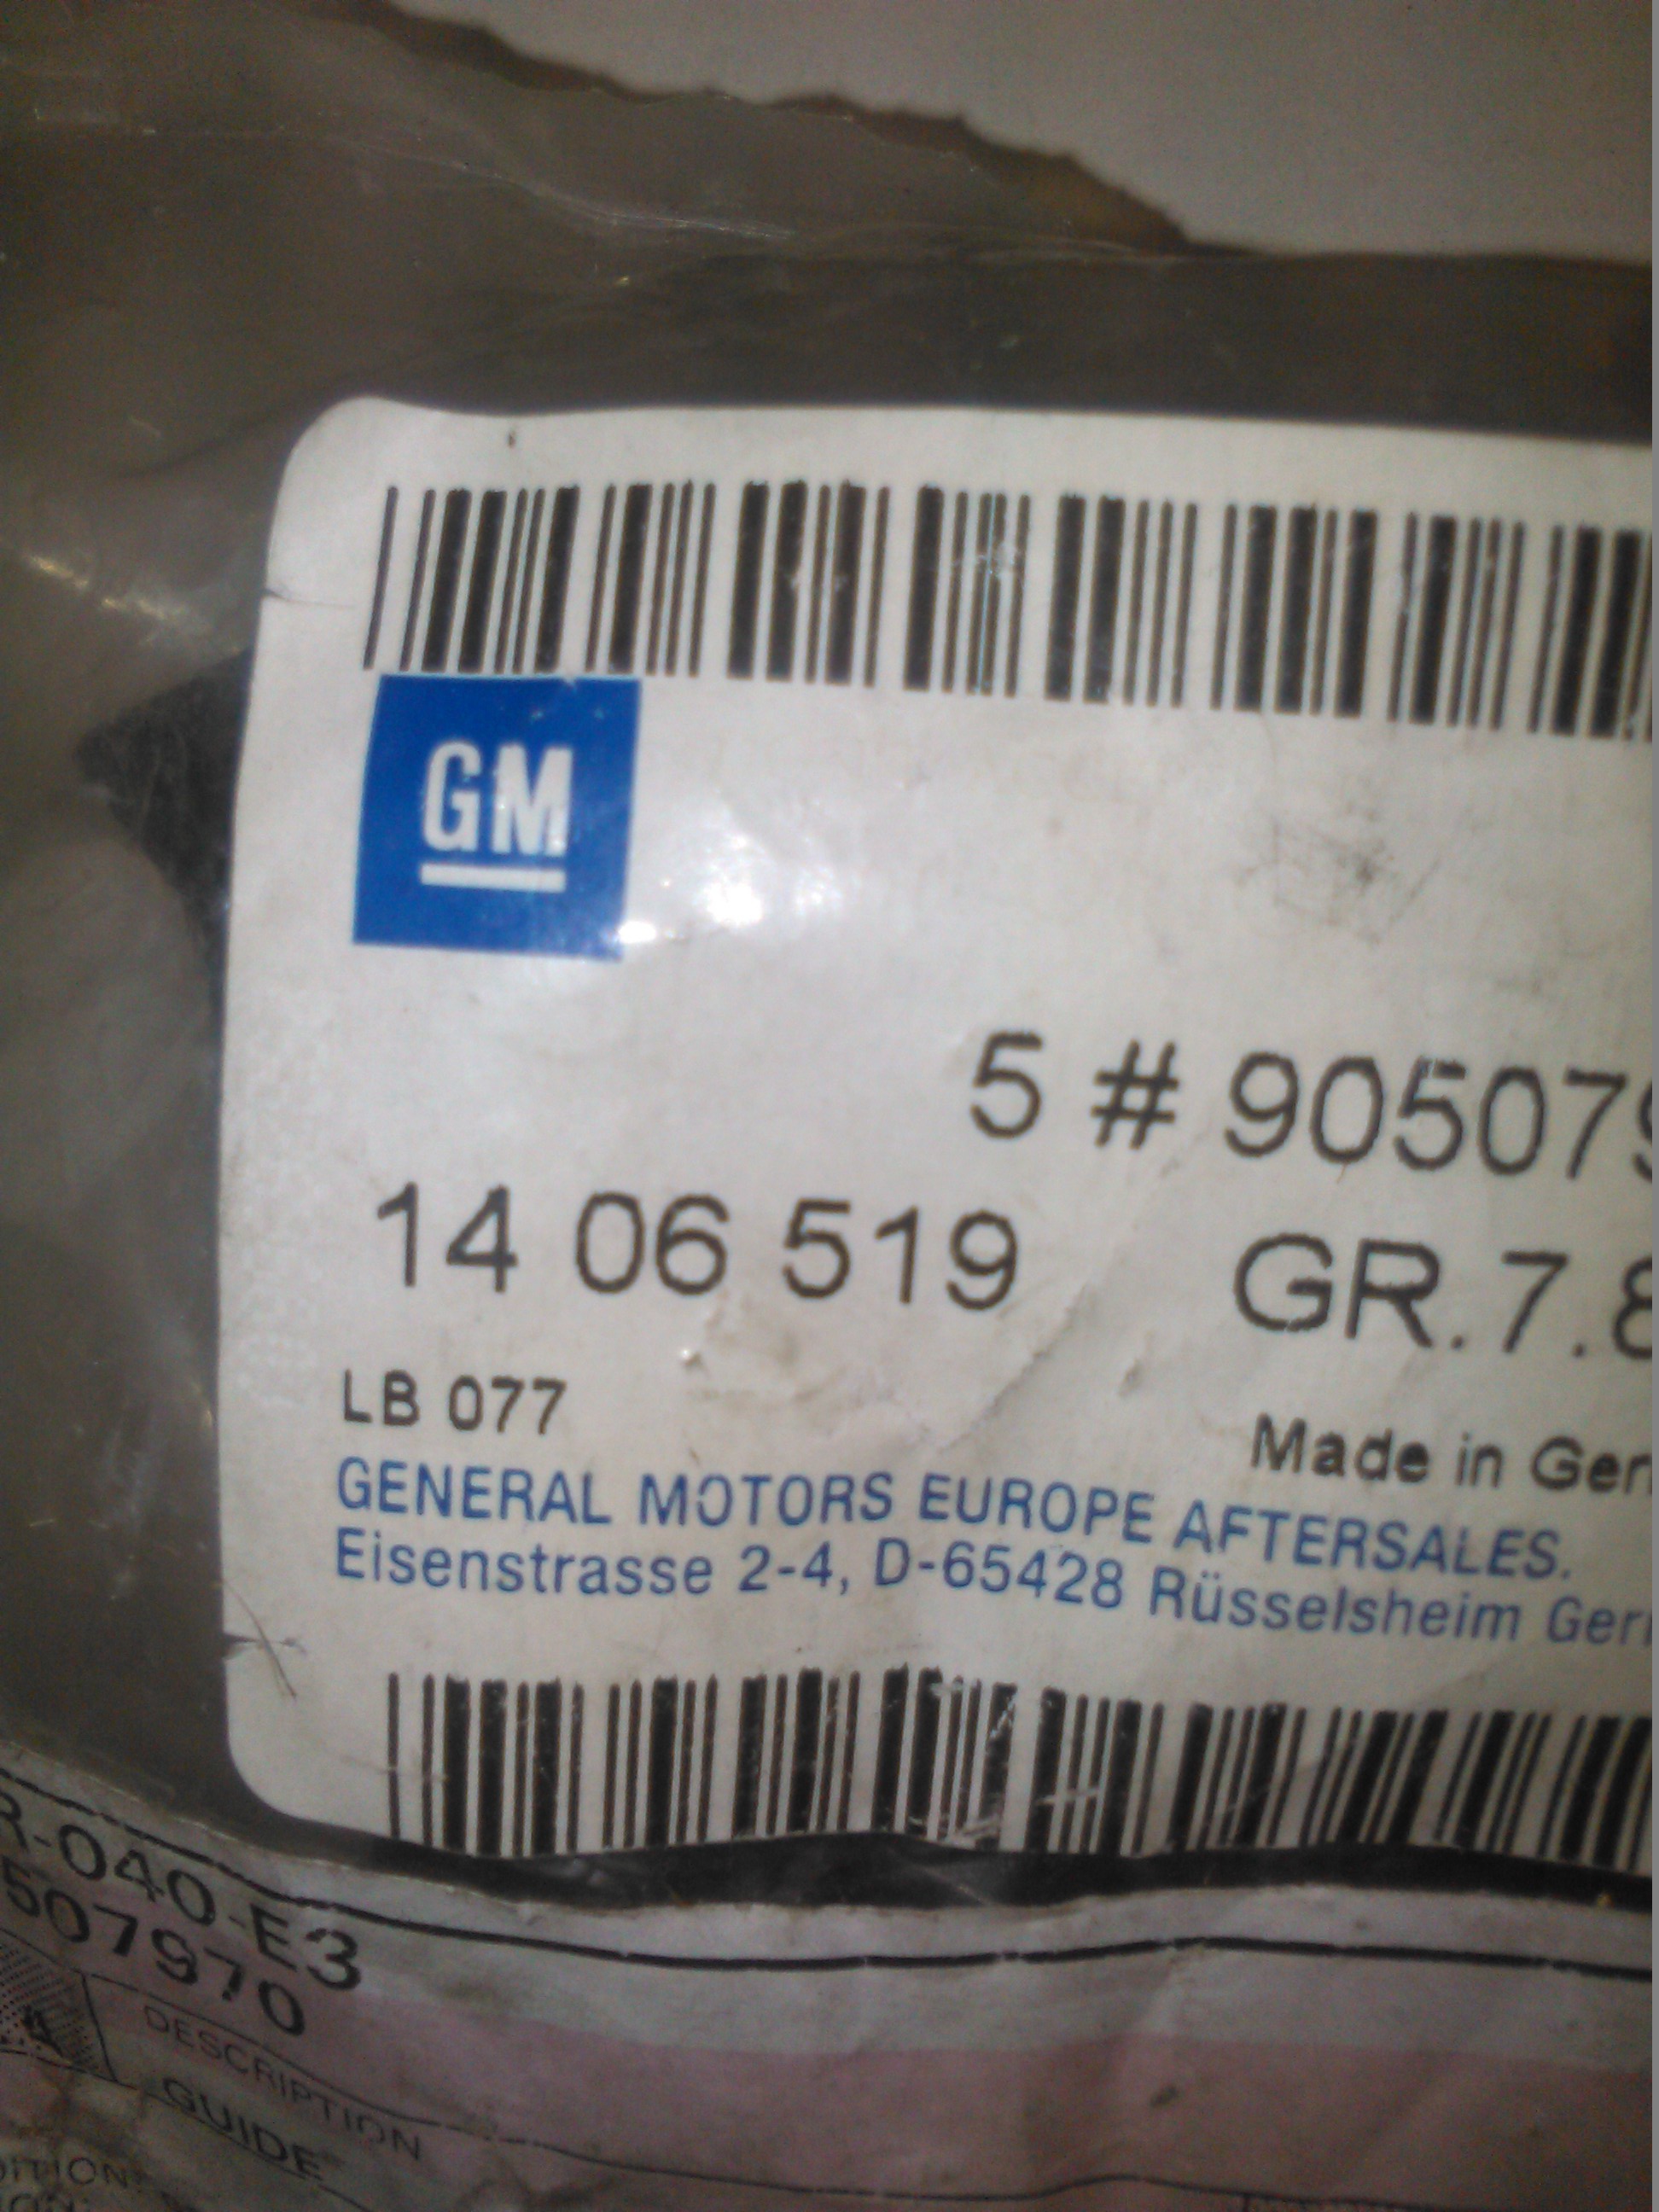 GM
5 # 905079
14 06 519 GR.7.8
LB 077
Made in Ger
GENERAL MOTORS EUROPE AFTERSALES.
Eisenstrasse 2-4, D-65428 Rüsselsheim Ger
R-040-E3
507970
DESCRIPTION
GUIDE